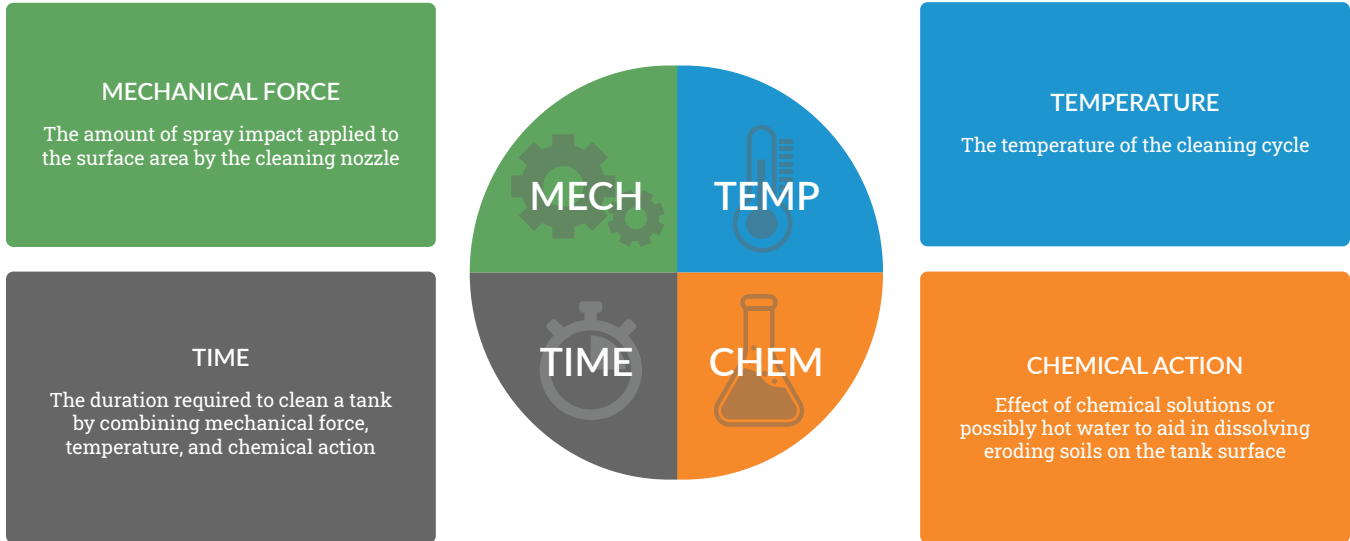 MECHANICAL FORCE
The amount of spray impact applied to
the surface area by the cleaning nozzle
MECH
TEMP
TEMPERATURE
The temperature of the cleaning cycle
TIME
The duration required to clean a tank
by combining mechanical force,
temperature, and chemical action
TIME
CHEM
CHEMICAL ACTION
Effect of chemical solutions or
possibly hot water to aid in dissolving
eroding soils on the tank surface